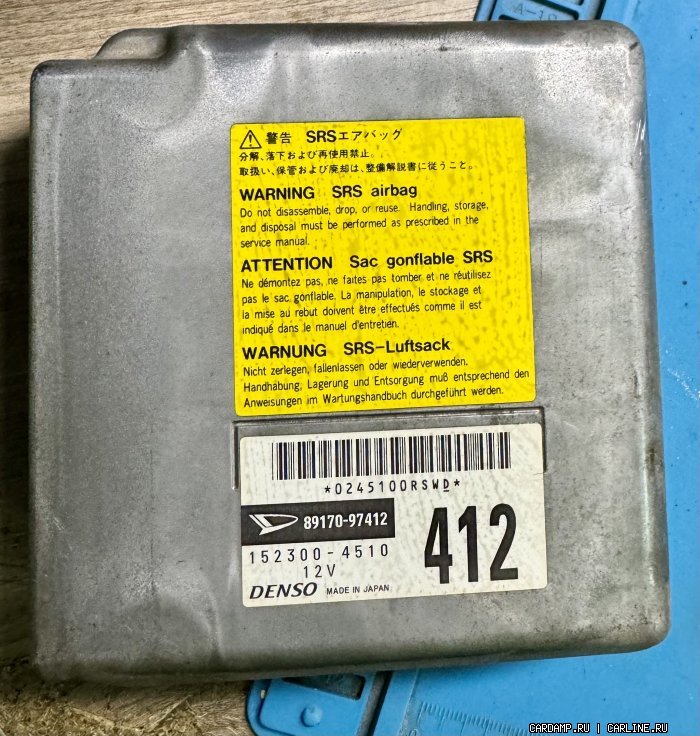 A-18
警告 SRSエアバッグ
分解、落下および再使用禁止。
取扱い、保管および廃却は、整備解説書に従うこと。
WARNING SRS airbag
Do not disassemble, drop, or reuse. Handling, storage,
and disposal must be performed as prescribed in the
service manual.
ATTENTION Sac gonflable SRS
Ne démontez pas, ne faites pas tomber et ne réutilisez
pas le sac gonflable. La manipulation, le stockage et
la mise au rebut doivent être effectués comme il est
indiqué dans le manuel d'entretien.
WARNUNG SRS-Luftsack
Nicht zerlegen, fallenlassen oder wiederverwenden.
Handhabung, Lagerung und Entsorgung muß entsprechend den
Anweisungen im Wartungshandbuch durchgeführt werden.
*0245100RSWD*
89170-97412
412
152300-4510
12V
DENSO MADE IN JAPAN
CARDAMP.RU | CARLINE.RU